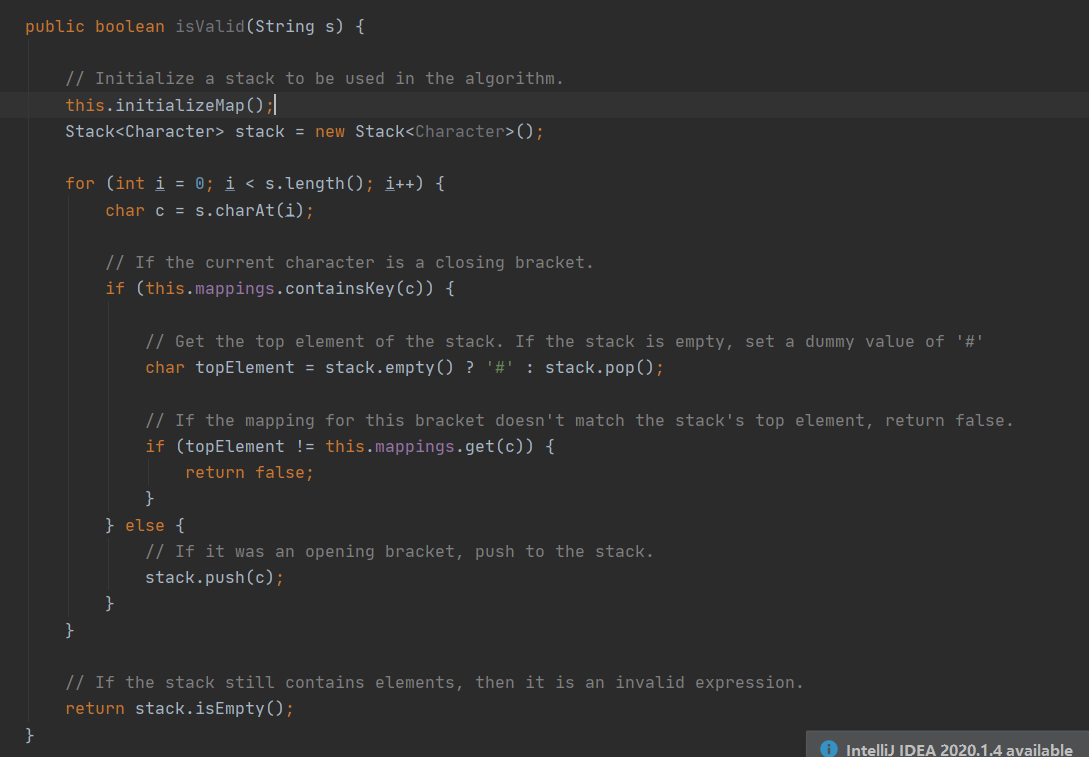 public boolean isValid(String s) {
// Initialize a stack to be used in the algorithm.
this.initializeMap();
Stack<Character> stack = new Stack<Character>();
for (int i = 0; i < s.length(); i++) {
char c = s.charAt(i);
// If the current character is a closing bracket.
if (this.mappings.containsKey(c)) {
// Get the top element of the stack. If the stack is empty, set a dummy value of '#'
char topElement = stack.empty() ? '#' : stack.pop();
// If the mapping for this bracket doesn't match the stack's top element, return false.
if (topElement != this.mappings.get(c)) {
return false;
}
} else {
// If it was an opening bracket, push to the stack.
stack.push(c);
}
}
// If the stack still contains elements, then it is an invalid expression.
return stack.isEmpty();
}
IntelliJ IDEA 2020.1.4 available